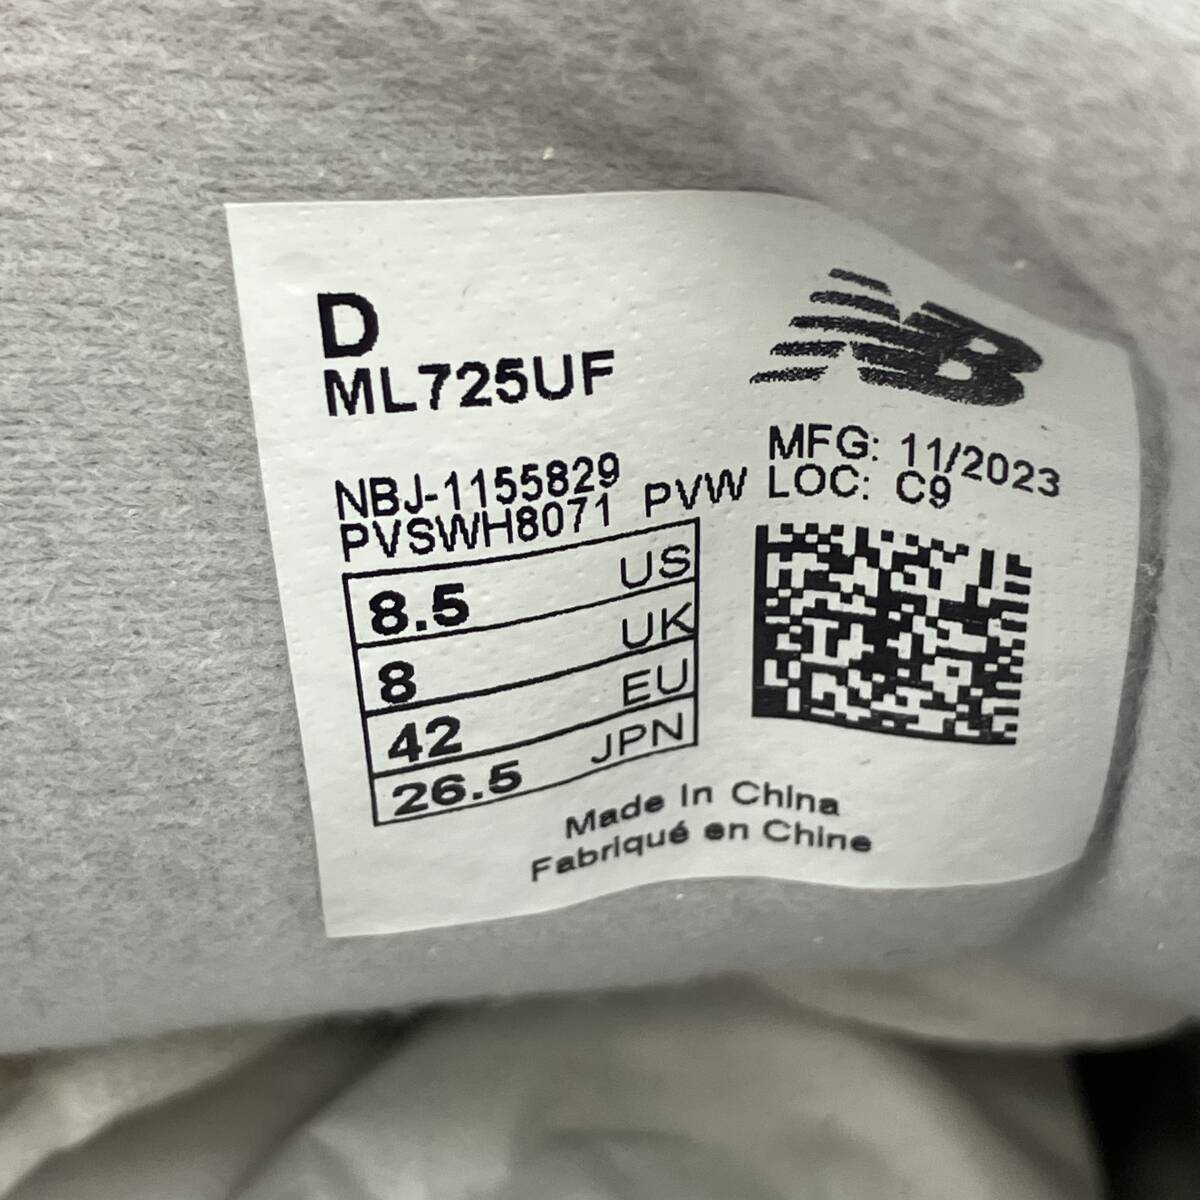 D
ML725UF
NB
NBJ-1155829
PVSWH8071 PVW
MFG: 11/2023
LOC: C9
8.5 US
8 UK
42 EU
26.5 JPN
Made In China
Fabriqué en Chine